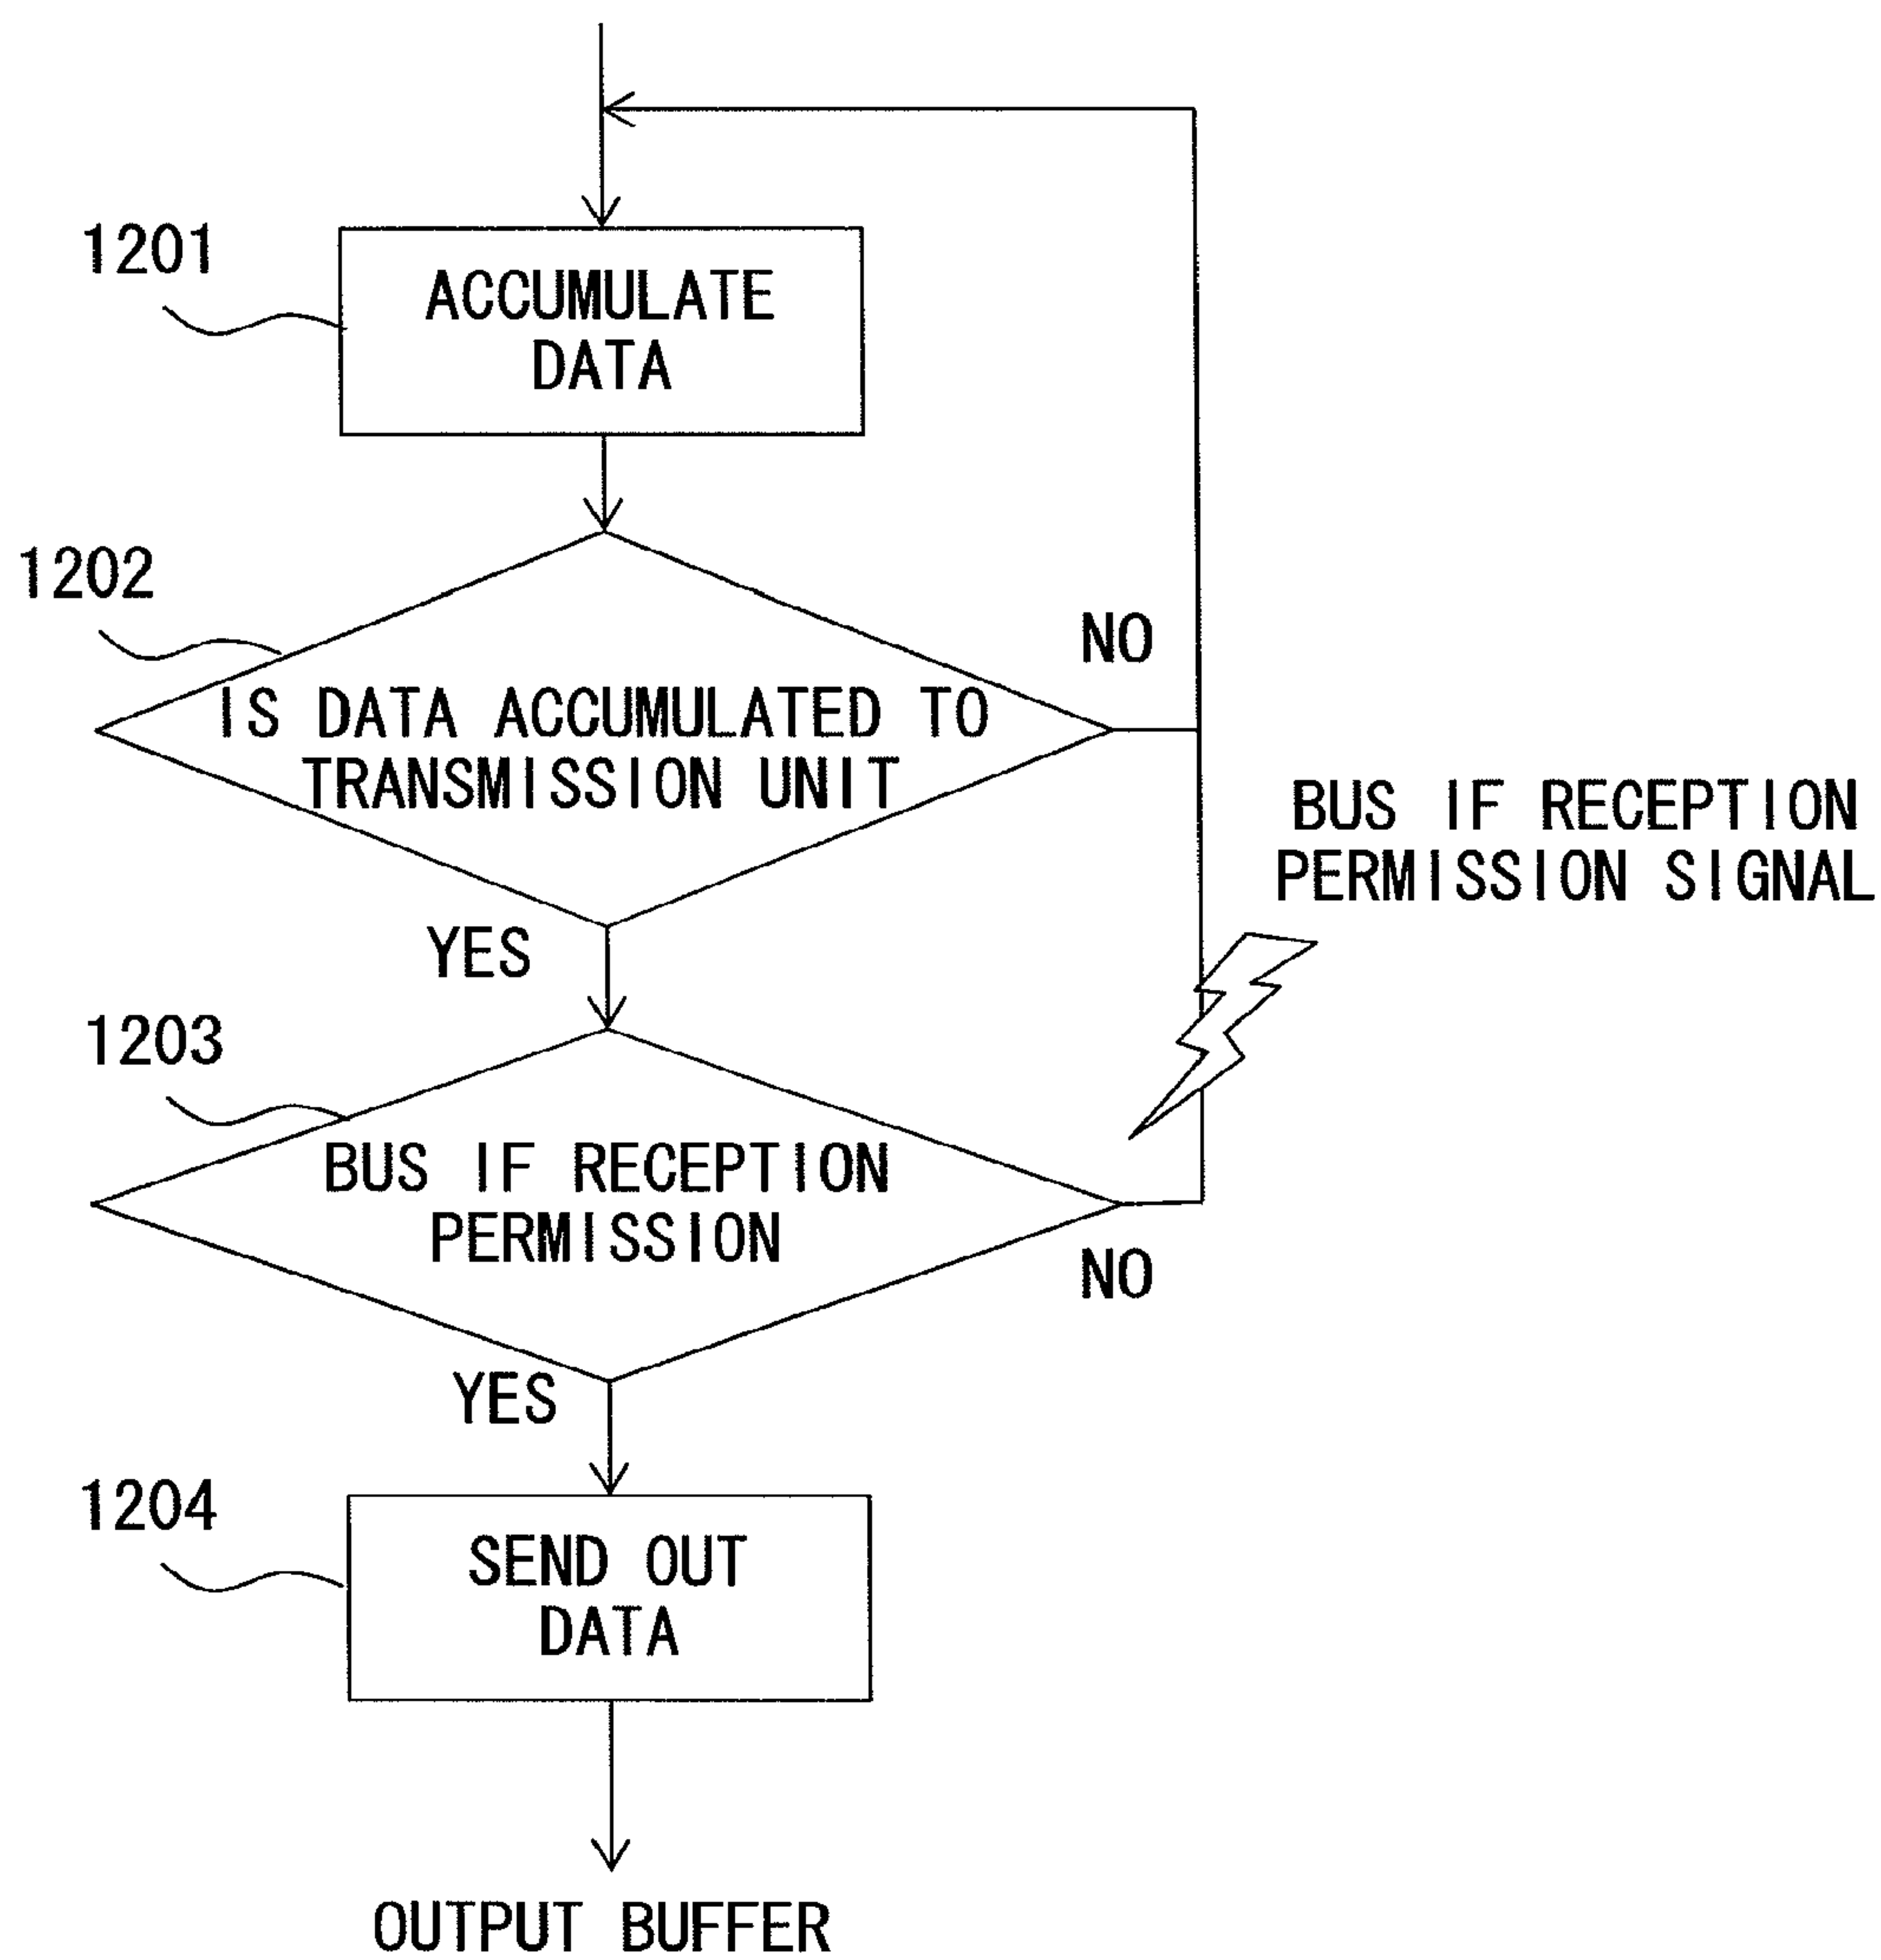 1201
ACCUMULATE
DATA
1202
NO
IS DATA ACCUMULATED TO
TRANSMISSION UNIT
BUS IF RECEPTION
PERMISSION SIGNAL
YES
1203
BUS IF RECEPTION
PERMISSION
NO
YES
1204
SEND OUT
DATA
OUTPUT BUFFER